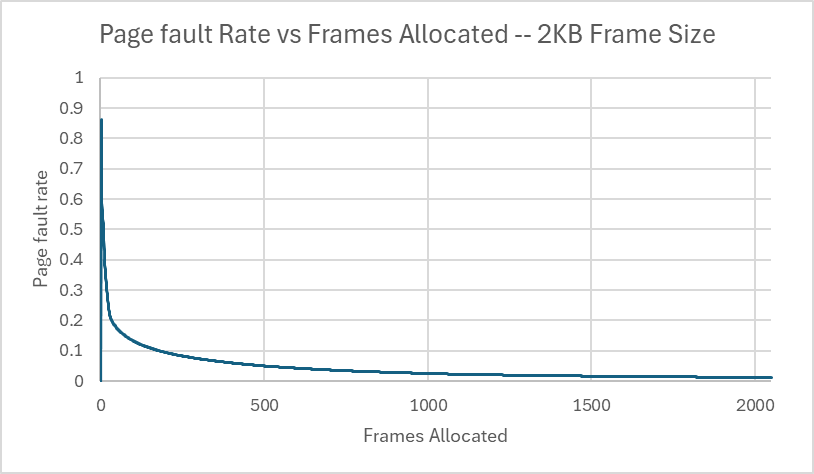 Page fault Rate vs Frames Allocated -- 2KB Frame Size
1
0.9
0.8
0.7
0.6
0.5
0.4
0.3
0.2
0.1
0
Page fault rate
0 500 1000 1500 2000
Frames Allocated